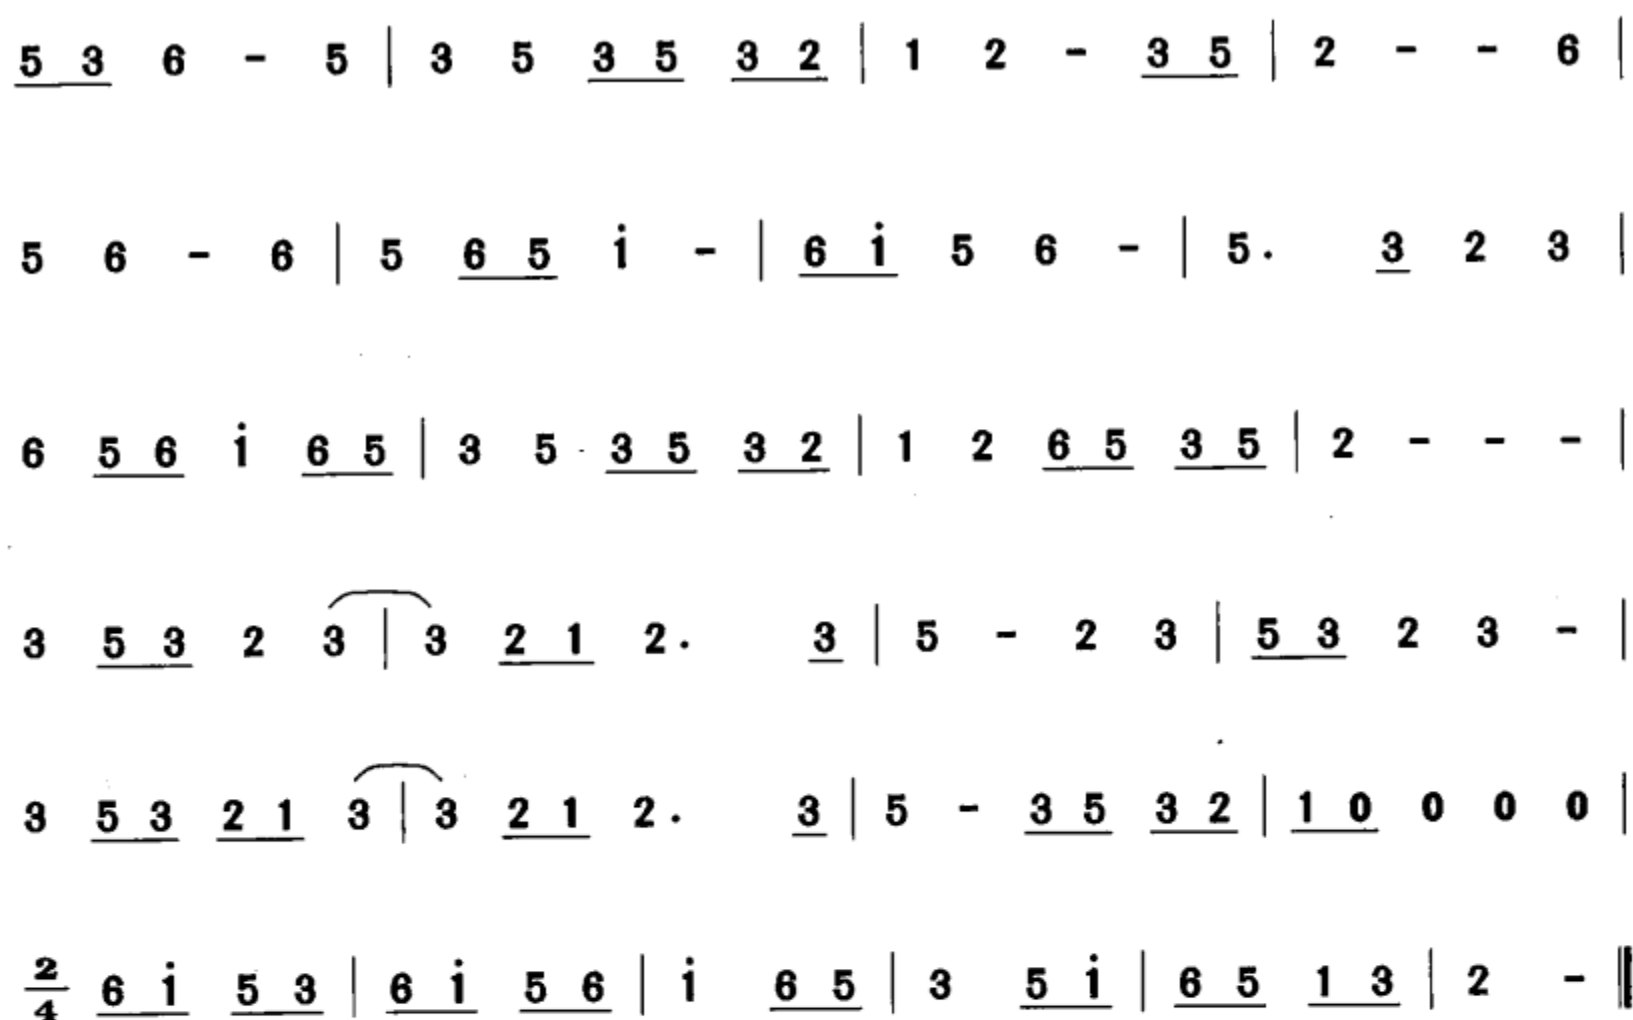 5 3 6 - 5 | 3 5 3 5 3 2 | 1 2 - 3 5 | 2 - - 6 |
5 6 - 6 | 5 6 5 i - | 6 i 5 6 - | 5. 3 2 3 |
6 5 6 i 6 5 | 3 5 3 5 3 2 | 1 2 6 5 3 5 | 2 - - - |
3 5 3 2 3 | 3 2 1 2. 3 | 5 - 2 3 | 5 3 2 3 - |
3 5 3 2 1 3 | 3 2 1 2. 3 | 5 - 3 5 3 2 | 1 0 0 0 0 |
2/4 6 i 5 3 | 6 i 5 6 | i 6 5 | 3 5 i | 6 5 1 3 | 2 - ‖